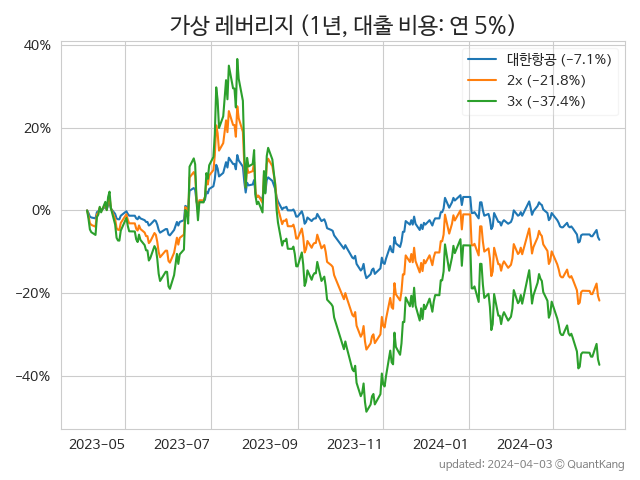 가상 레버리지 (1년, 대출 비용: 연 5%)
대한항공 (−7.1%)
2x (−21.8%)
3x (−37.4%)
40%
20%
0%
−20%
−40%
2023-05 2023-07 2023-09 2023-11 2024-01 2024-03
updated: 2024-04-03 © QuantKang